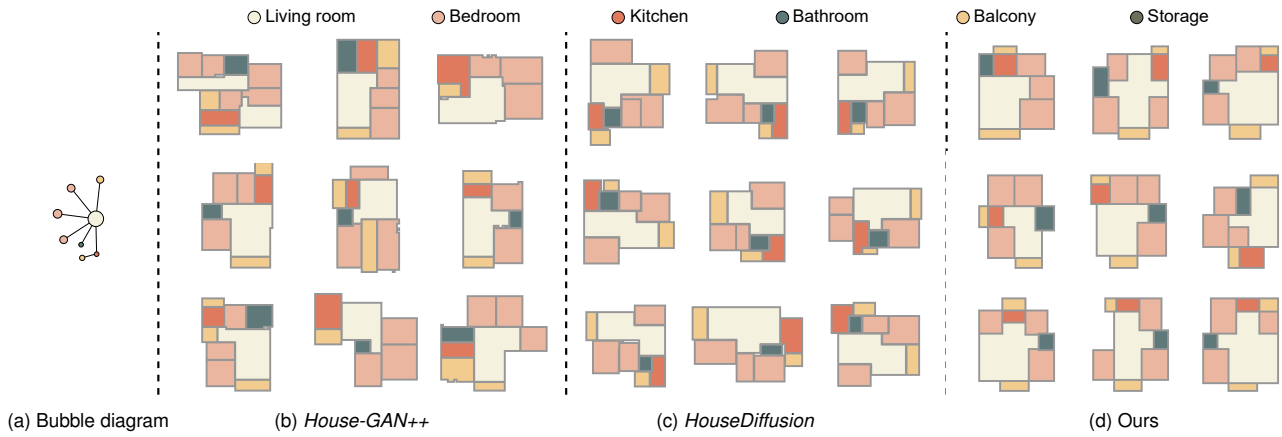 Living room Bedroom Kitchen Bathroom Balcony Storage
(a) Bubble diagram (b) House-GAN++ (c) HouseDiffusion (d) Ours